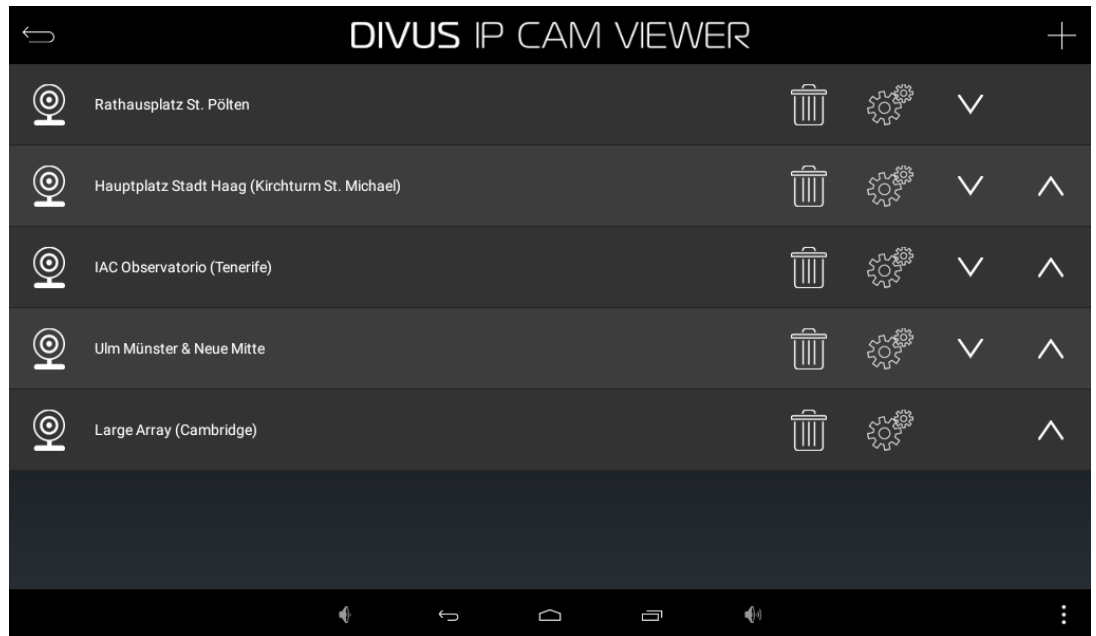 DIVUS IP CAM VIEWER
Rathausplatz St. Pölten
Hauptplatz Stadt Haag (Kirchturm St. Michael)
IAC Observatorio (Tenerife)
Ulm Münster & Neue Mitte
Large Array (Cambridge)